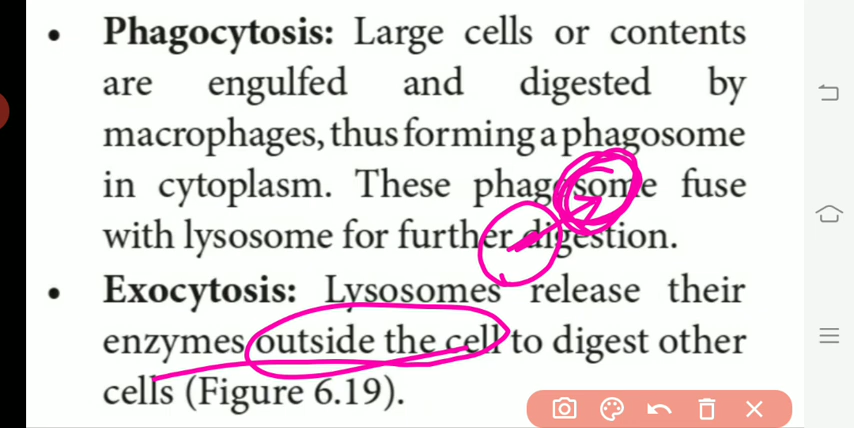 • Phagocytosis: Large cells or contents
are engulfed and digested by
macrophages, thus forming a phagosome
in cytoplasm. These phagosome fuse
with lysosome for further digestion.
• Exocytosis: Lysosomes release their
enzymes outside the cell to digest other
cells (Figure 6.19).